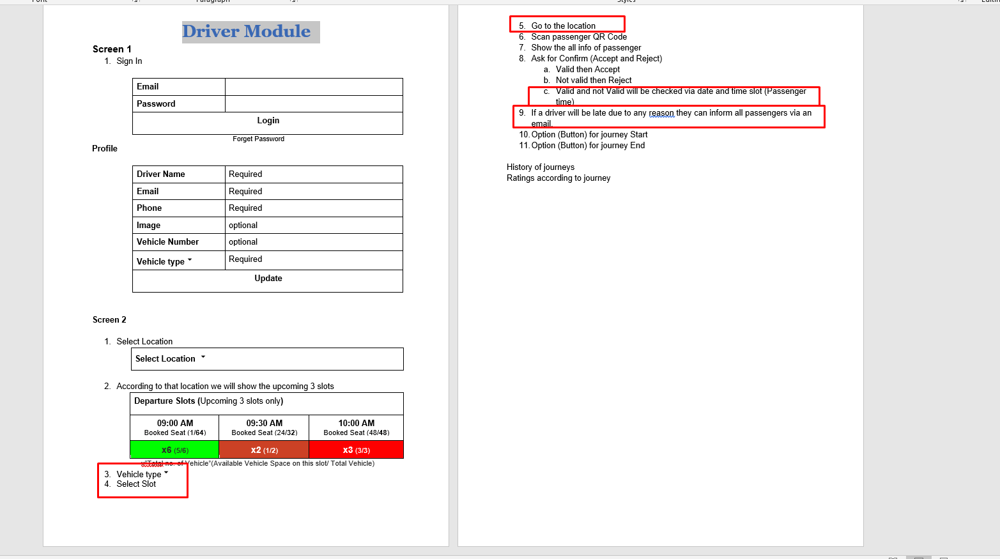 Paragraph
Styles
Driver Module
Screen 1
1. Sign In
Email
Password
Login
Forget Password
Profile
Driver Name Required
Email Required
Phone Required
Image optional
Vehicle Number optional
Vehicle type Required
Update
Screen 2
1. Select Location
Select Location
2. According to that location we will show the upcoming 3 slots
Departure Slots (Upcoming 3 slots only)
09:00 AM 09:30 AM 10:00 AM
Booked Seat (1/64) Booked Seat (24/32) Booked Seat (48/48)
x6 (5/6) x2 (1/2) x3 (3/3)
x"Total no. of Vehicle"(Available Vehicle Space on this slot/ Total Vehicle)
3. Vehicle type
4. Select Slot
5. Go to the location
6. Scan passenger QR Code
7. Show the all info of passenger
8. Ask for Confirm (Accept and Reject)
a. Valid then Accept
b. Not valid then Reject
c. Valid and not Valid will be checked via date and time slot (Passenger
time)
9. If a driver will be late due to any reason they can inform all passengers via an
email.
10. Option (Button) for journey Start
11. Option (Button) for journey End
History of journeys
Ratings according to journey